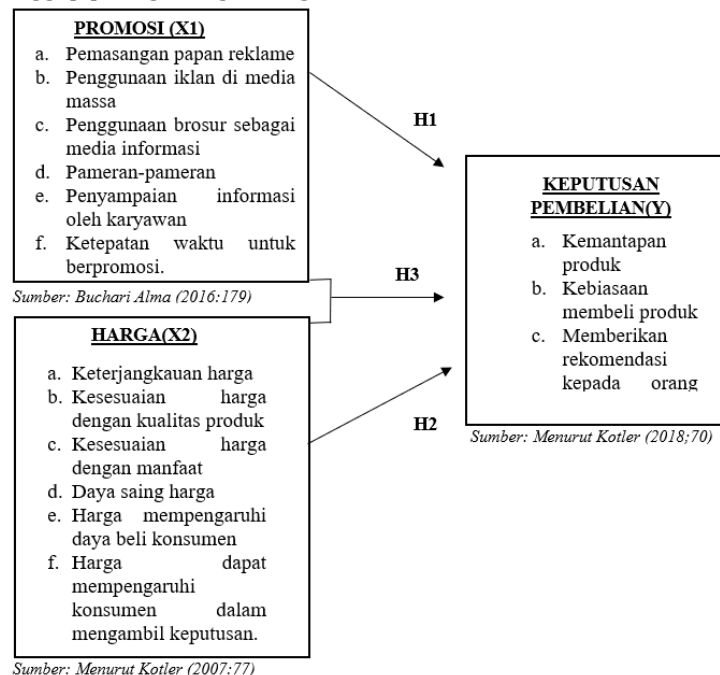 PROMOSI (X1)
a. Pemasangan papan reklame
b. Penggunaan iklan di media
massa
c. Penggunaan brosur sebagai
media informasi
d. Pameran-pameran
e. Penyampaian informasi
oleh karyawan
f. Ketepatan waktu untuk
berpromosi.
Sumber: Buchari Alma (2016:179)
H1
H3
HARGA(X2)
a. Keterjangkauan harga
b. Kesesuaian harga
dengan kualitas produk
c. Kesesuaian harga
dengan manfaat
d. Daya saing harga
e. Harga mempengaruhi
daya beli konsumen
f. Harga dapat
mempengaruhi
konsumen dalam
mengambil keputusan.
Sumber: Menurut Kotler (2007:77)
H2
KEPUTUSAN
PEMBELIAN(Y)
a. Kemantapan
produk
b. Kebiasaan
membeli produk
c. Memberikan
rekomendasi
kepada orang
Sumber: Menurut Kotler (2018;70)